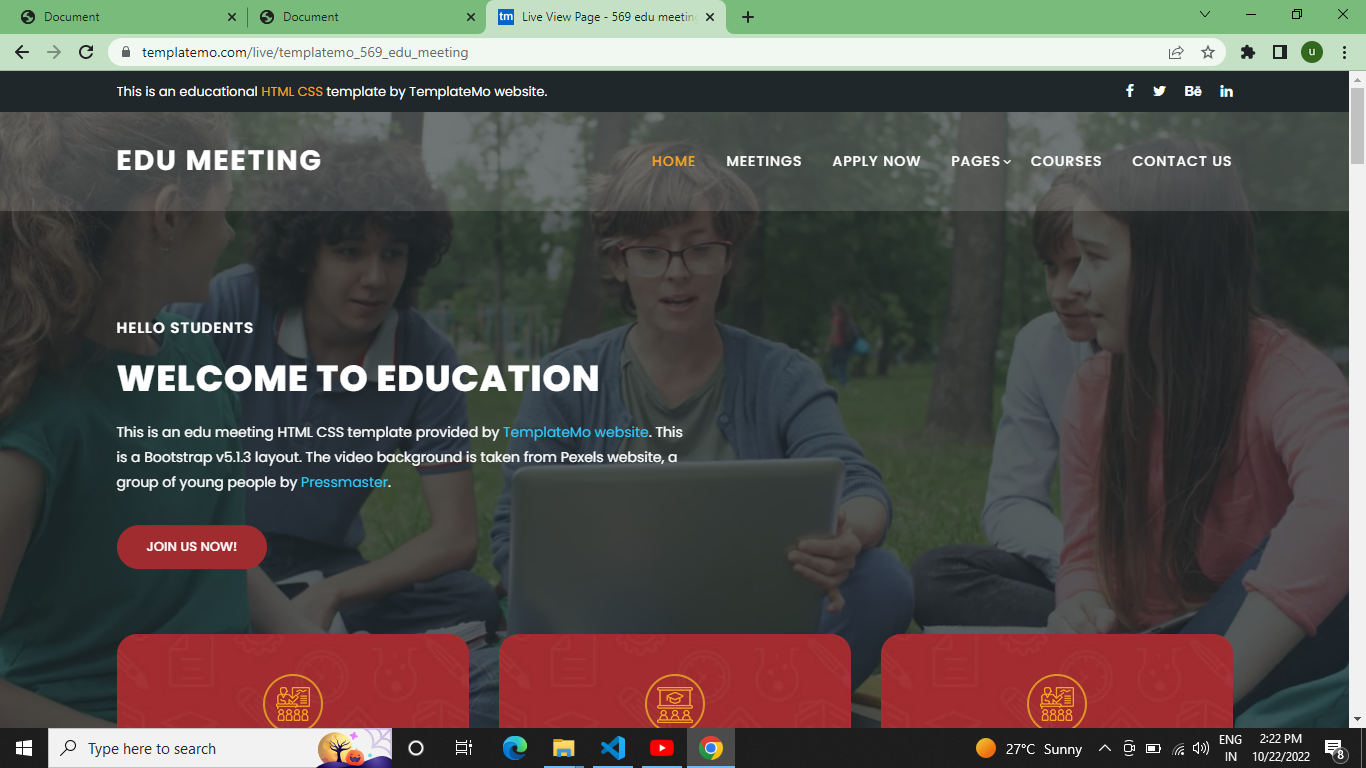 Document
Document
tm
Live View Page - 569 edu meeting
templatemo.com/live/templatemo_569_edu_meeting
u
This is an educational HTML CSS template by TemplateMo website.
EDU MEETING
HOME
MEETINGS
APPLY NOW
PAGES
COURSES
CONTACT US
HELLO STUDENTS
WELCOME TO EDUCATION
This is an edu meeting HTML CSS template provided by TemplateMo website. This
is a Bootstrap v5.1.3 layout. The video background is taken from Pexels website, a
group of young people by Pressmaster.
JOIN US NOW!
Type here to search
27°C Sunny
ENG
IN
2:22 PM
10/22/2022
8